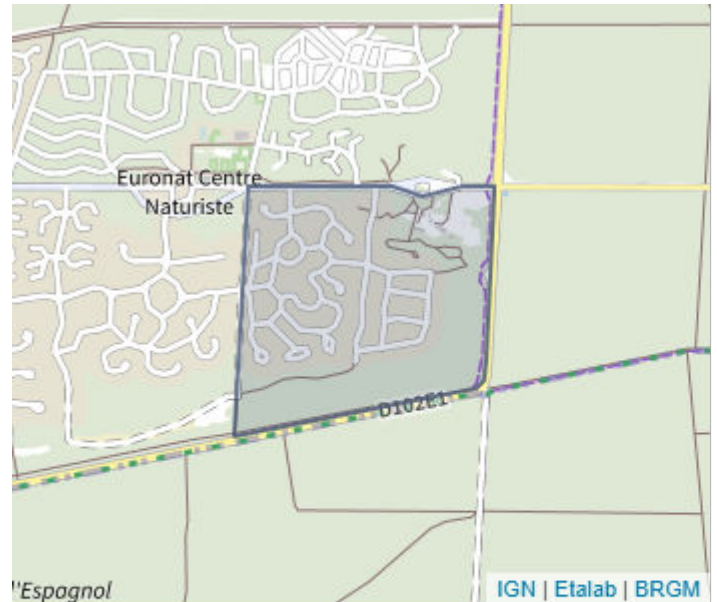 Euronat Centre
Naturiste
D102E1
l'Espagnol
IGN | Etalab | BRGM